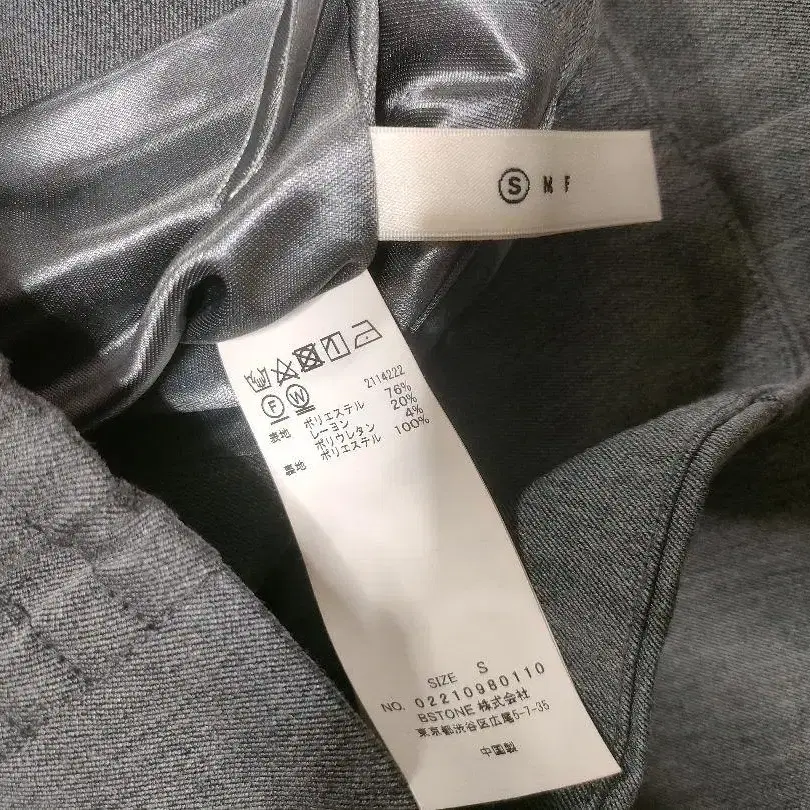 Ⓢ M F
2114222
Ⓕ Ⓦ
表地 ポリエステル 76%
レーヨン 20%
ポリウレタン 4%
裏地 ポリエステル 100%
SIZE S
NO. 02210980110
BSTONE 株式会社
東京都渋谷区広尾5-7-35
中国製